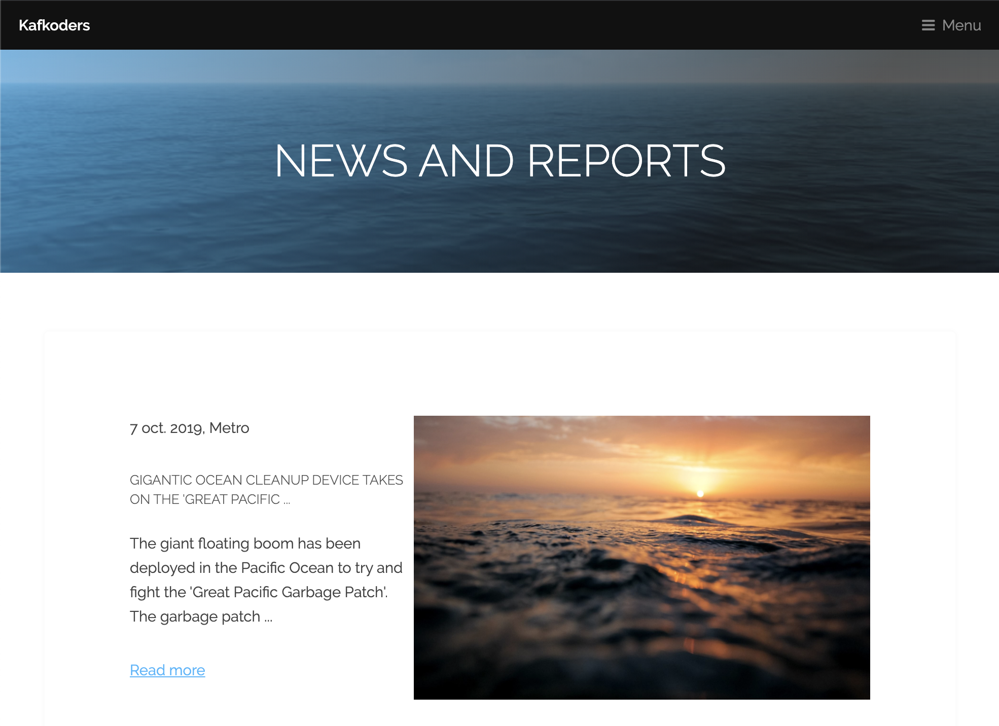 Kafkoders
Menu
NEWS AND REPORTS
7 oct. 2019, Metro
GIGANTIC OCEAN CLEANUP DEVICE TAKES
ON THE 'GREAT PACIFIC ...
The giant floating boom has been
deployed in the Pacific Ocean to try and
fight the 'Great Pacific Garbage Patch'.
The garbage patch ...
Read more